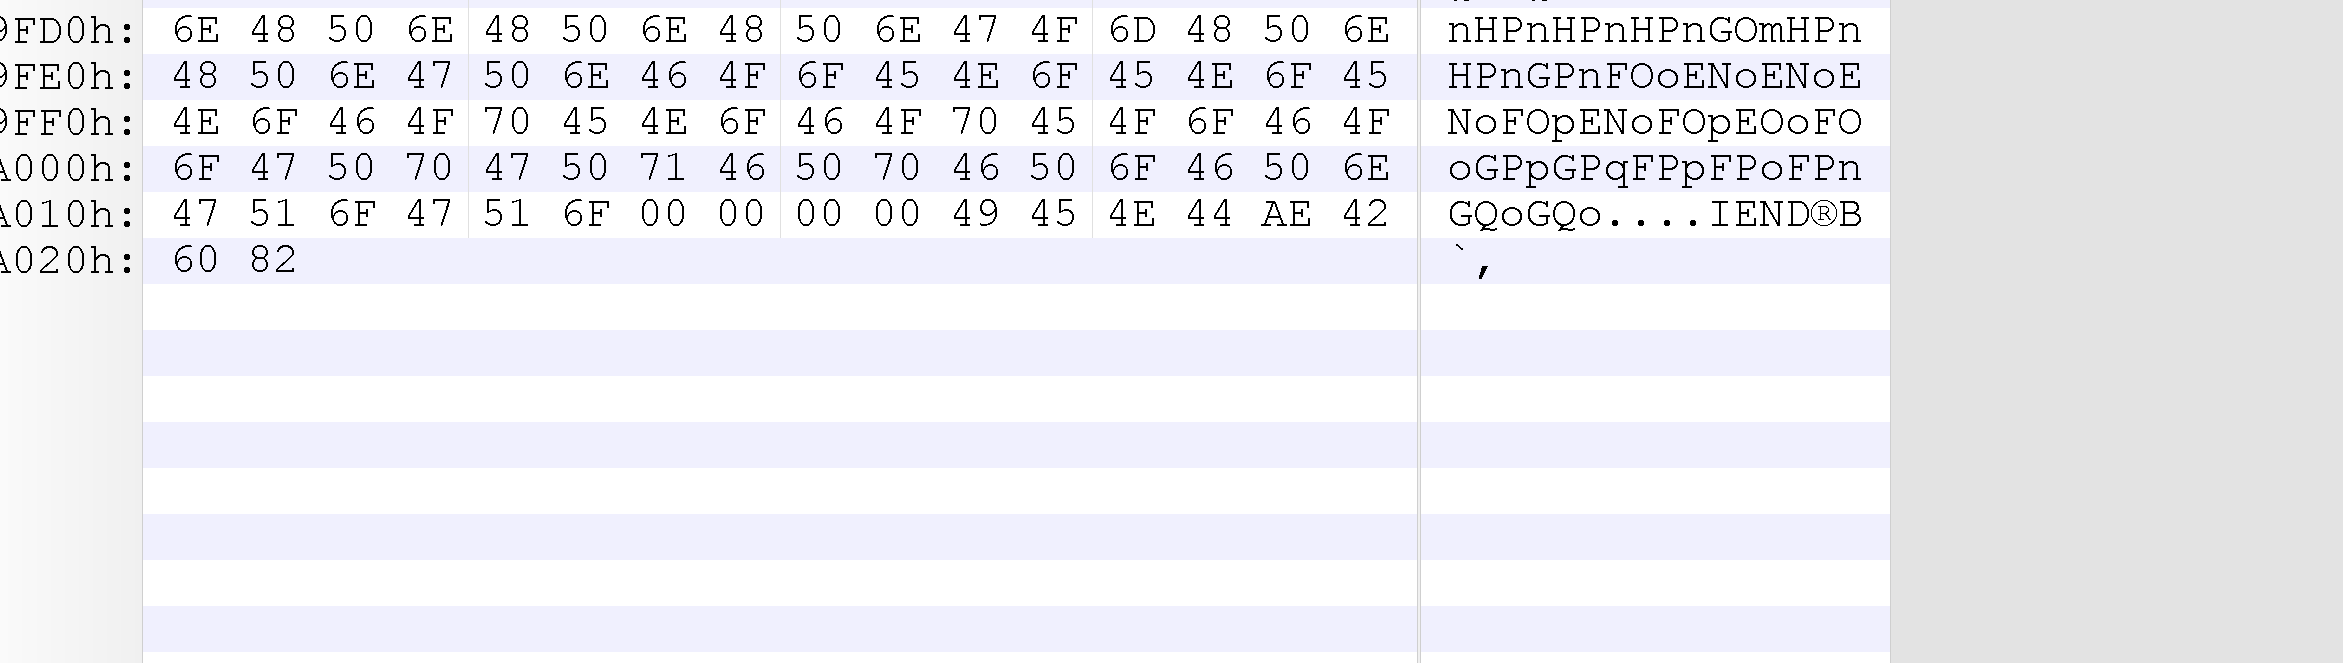 9FD0h: 6E 48 50 6E 48 50 6E 48 50 6E 47 4F 6D 48 50 6E nHPnHPnHPnGOmHPn
9FE0h: 48 50 6E 47 50 6E 46 4F 6F 45 4E 6F 45 4E 6F 45 HPnGPnFOoENoENoE
9FF0h: 4E 6F 46 4F 70 45 4E 6F 46 4F 70 45 4F 6F 46 4F NoFOpENoFOpEOoFO
A000h: 6F 47 50 70 47 50 71 46 50 70 46 50 6F 46 50 6E oGPpGPqFPpFPoFPn
A010h: 47 51 6F 47 51 6F 00 00 00 00 49 45 4E 44 AE 42 GQoGQo....IEND®B
A020h: 60 82 `‚